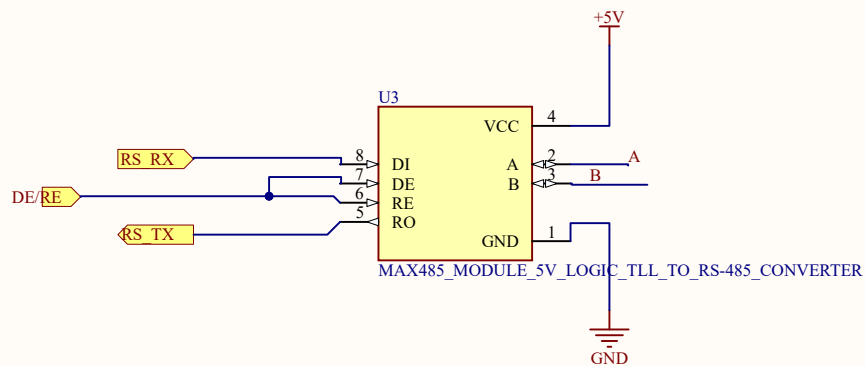 +5V
U3
4
VCC
RS_RX
8
DI
A
2
A
7
DE
B
3
B
DE/RE
6
RE
5
RO
RS_TX
GND
1
MAX485_MODULE_5V_LOGIC_TLL_TO_RS-485_CONVERTER
GND